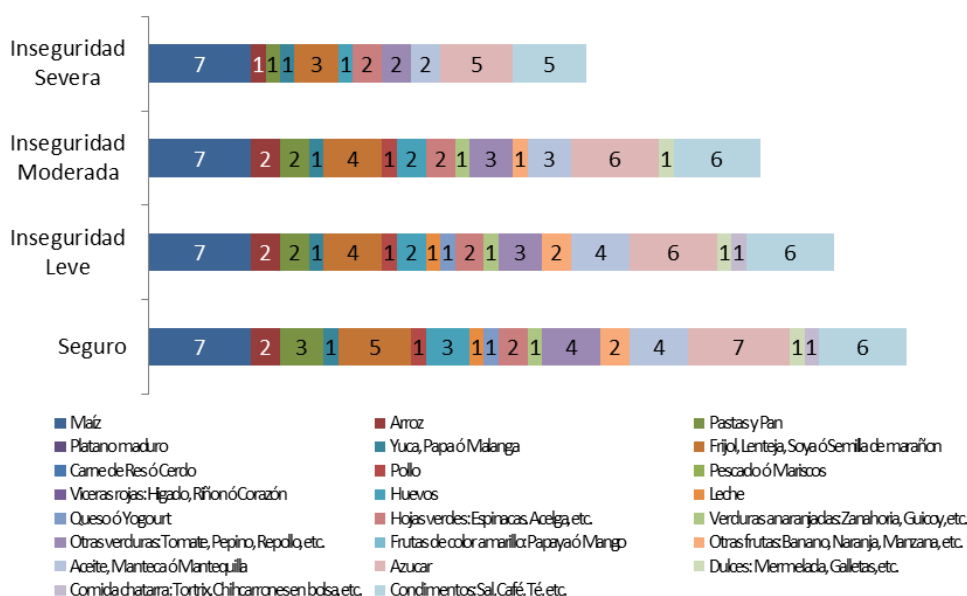 Inseguridad
Severa
7 1 1 1 3 1 2 2 2 5 5
Inseguridad
Moderada
7 2 2 1 4 1 2 2 1 3 1 3 6 1 6
Inseguridad
Leve
7 2 2 1 4 1 2 1 1 2 1 3 2 4 6 1 1 6
Seguro
7 2 3 1 5 1 3 1 1 2 1 4 2 4 7 1 1 6
Maíz Arroz Pastas y Pan
Platano maduro Yuca, Papa ó Malanga Frijol, Lenteja, Soya ó Semilla de marañon
Carne de Res ó Cerdo Pollo Pescado ó Mariscos
Viceras rojas: Higado, Riñon ó Corazón Huevos Leche
Queso ó Yogourt Hojas verdes: Espinacas. Acelga, etc. Verduras anaranjadas: Zanahoria, Guicoy, etc.
Otras verduras: Tomate, Pepino, Repollo, etc. Frutas de color amarillo: Papaya ó Mango Otras frutas: Banano, Naranja, Manzana, etc.
Aceite, Manteca ó Mantequilla Azucar Dulces: Mermelada, Galletas, etc.
Comida chatarra: Tortrix, Chihcarrones en bolsa, etc. Condimentos: Sal, Café, Té, etc.